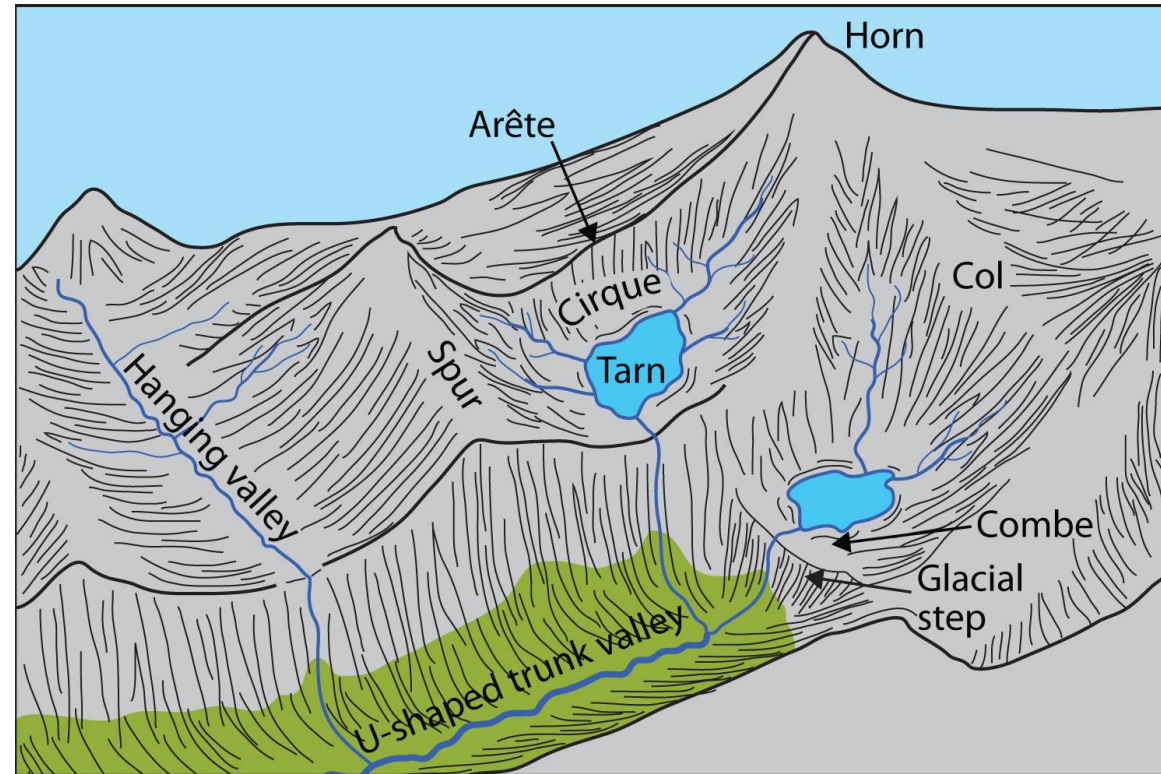 Horn
Arête
Cirque
Col
Spur
Tarn
Hanging valley
Combe
Glacial
step
U-shaped trunk valley